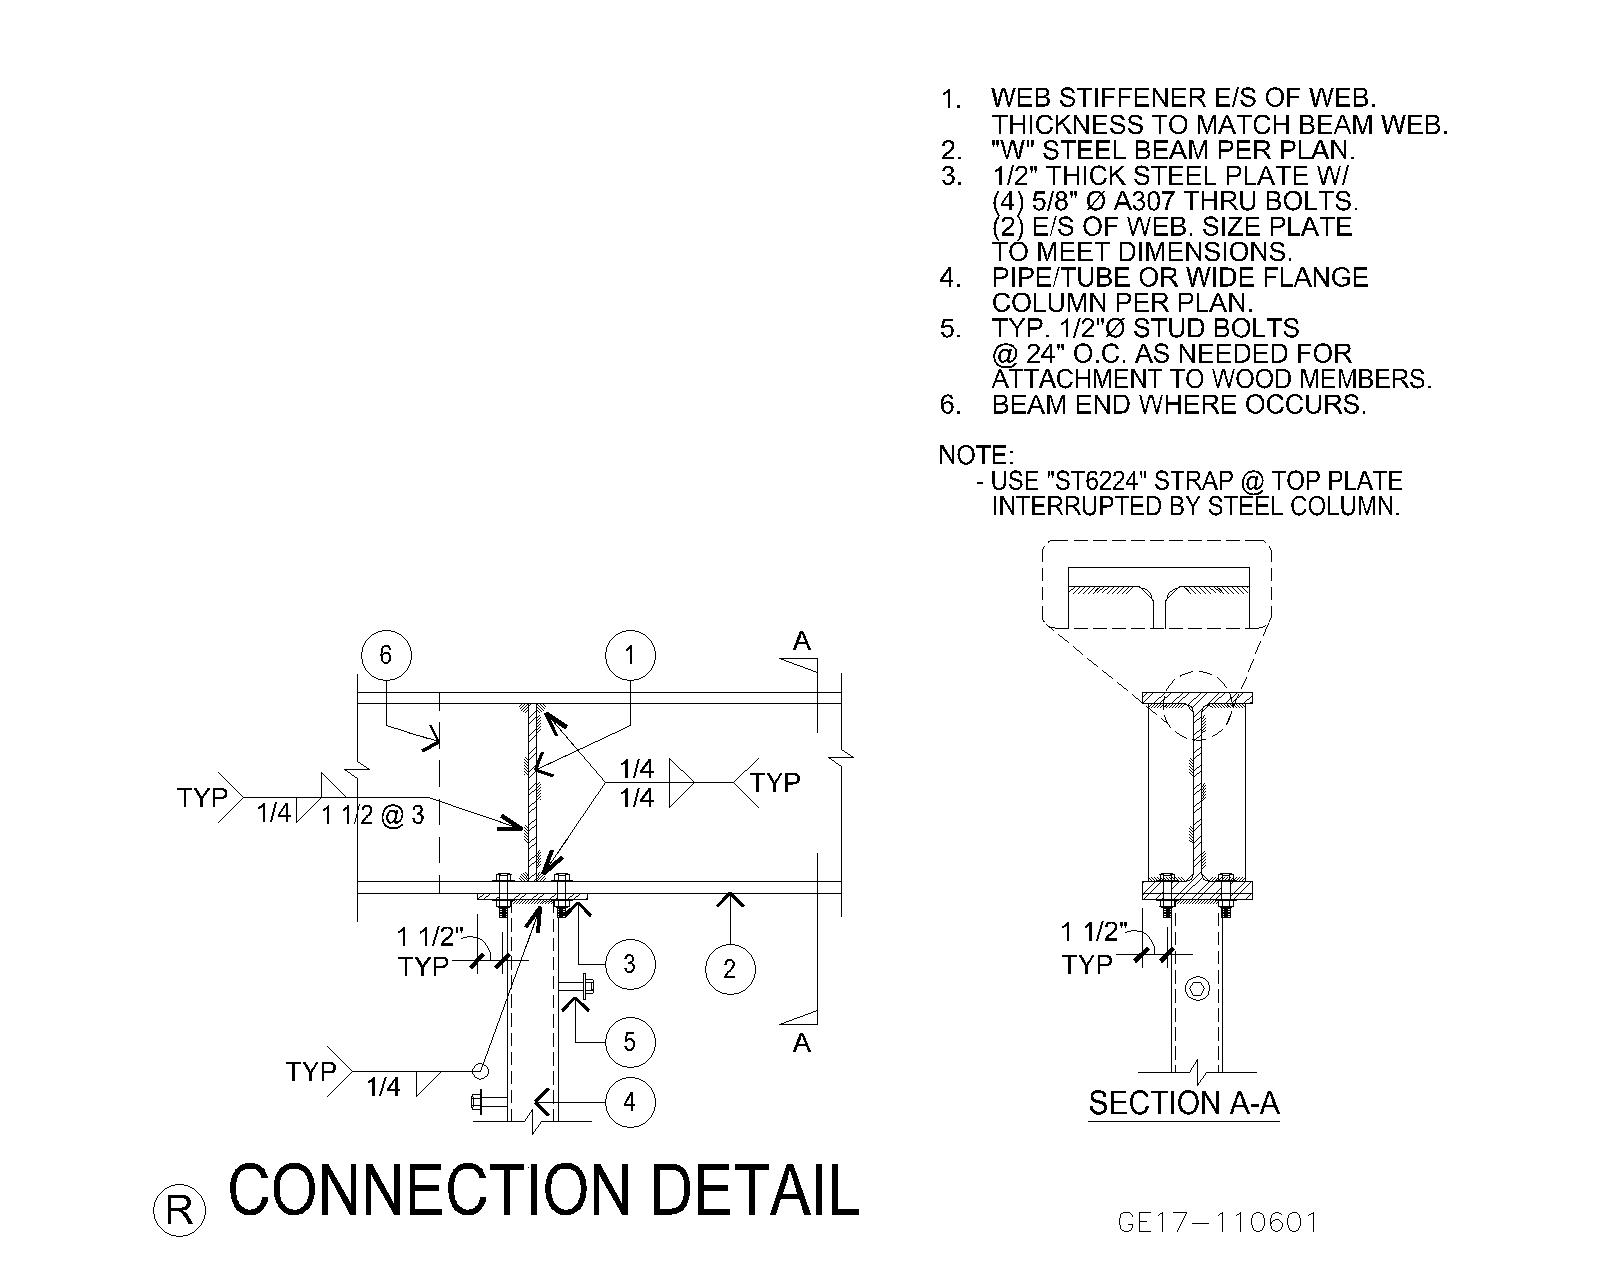 1. WEB STIFFENER E/S OF WEB.
THICKNESS TO MATCH BEAM WEB.
2. "W" STEEL BEAM PER PLAN.
3. 1/2" THICK STEEL PLATE W/
(4) 5/8" Ø A307 THRU BOLTS.
(2) E/S OF WEB. SIZE PLATE
TO MEET DIMENSIONS.
4. PIPE/TUBE OR WIDE FLANGE
COLUMN PER PLAN.
5. TYP. 1/2"Ø STUD BOLTS
@ 24" O.C. AS NEEDED FOR
ATTACHMENT TO WOOD MEMBERS.
6. BEAM END WHERE OCCURS.
NOTE:
- USE "ST6224" STRAP @ TOP PLATE
INTERRUPTED BY STEEL COLUMN.
6
1
A
1/4
1/4
TYP
TYP
1/4
1 1/2 @ 3
1 1/2"
TYP
3
2
5
A
TYP
1/4
4
1 1/2"
TYP
SECTION A-A
R CONNECTION DETAIL
GE17-110601